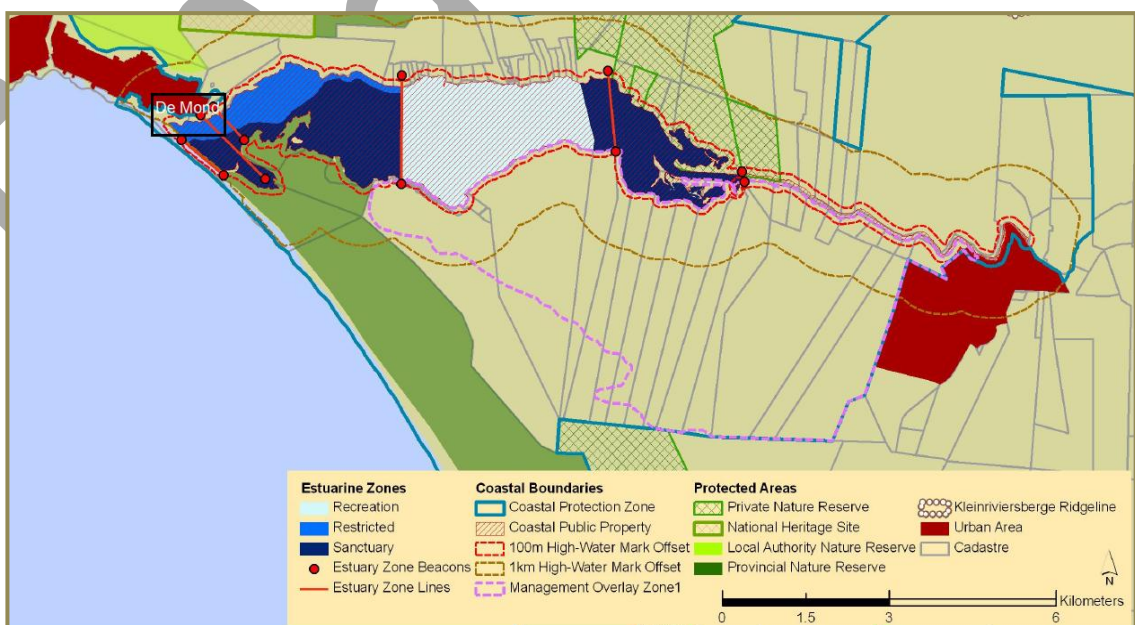 De Mond
Estuarine Zones
Recreation
Restricted
Sanctuary
Estuary Zone Beacons
Estuary Zone Lines
Coastal Boundaries
Coastal Protection Zone
Coastal Public Property
100m High-Water Mark Offset
1km High-Water Mark Offset
Management Overlay Zone1
Protected Areas
Private Nature Reserve
National Heritage Site
Local Authority Nature Reserve
Provincial Nature Reserve
Kleinriviersberge Ridgeline
Urban Area
Cadastre
N
Kilometers
0 1.5 3 6